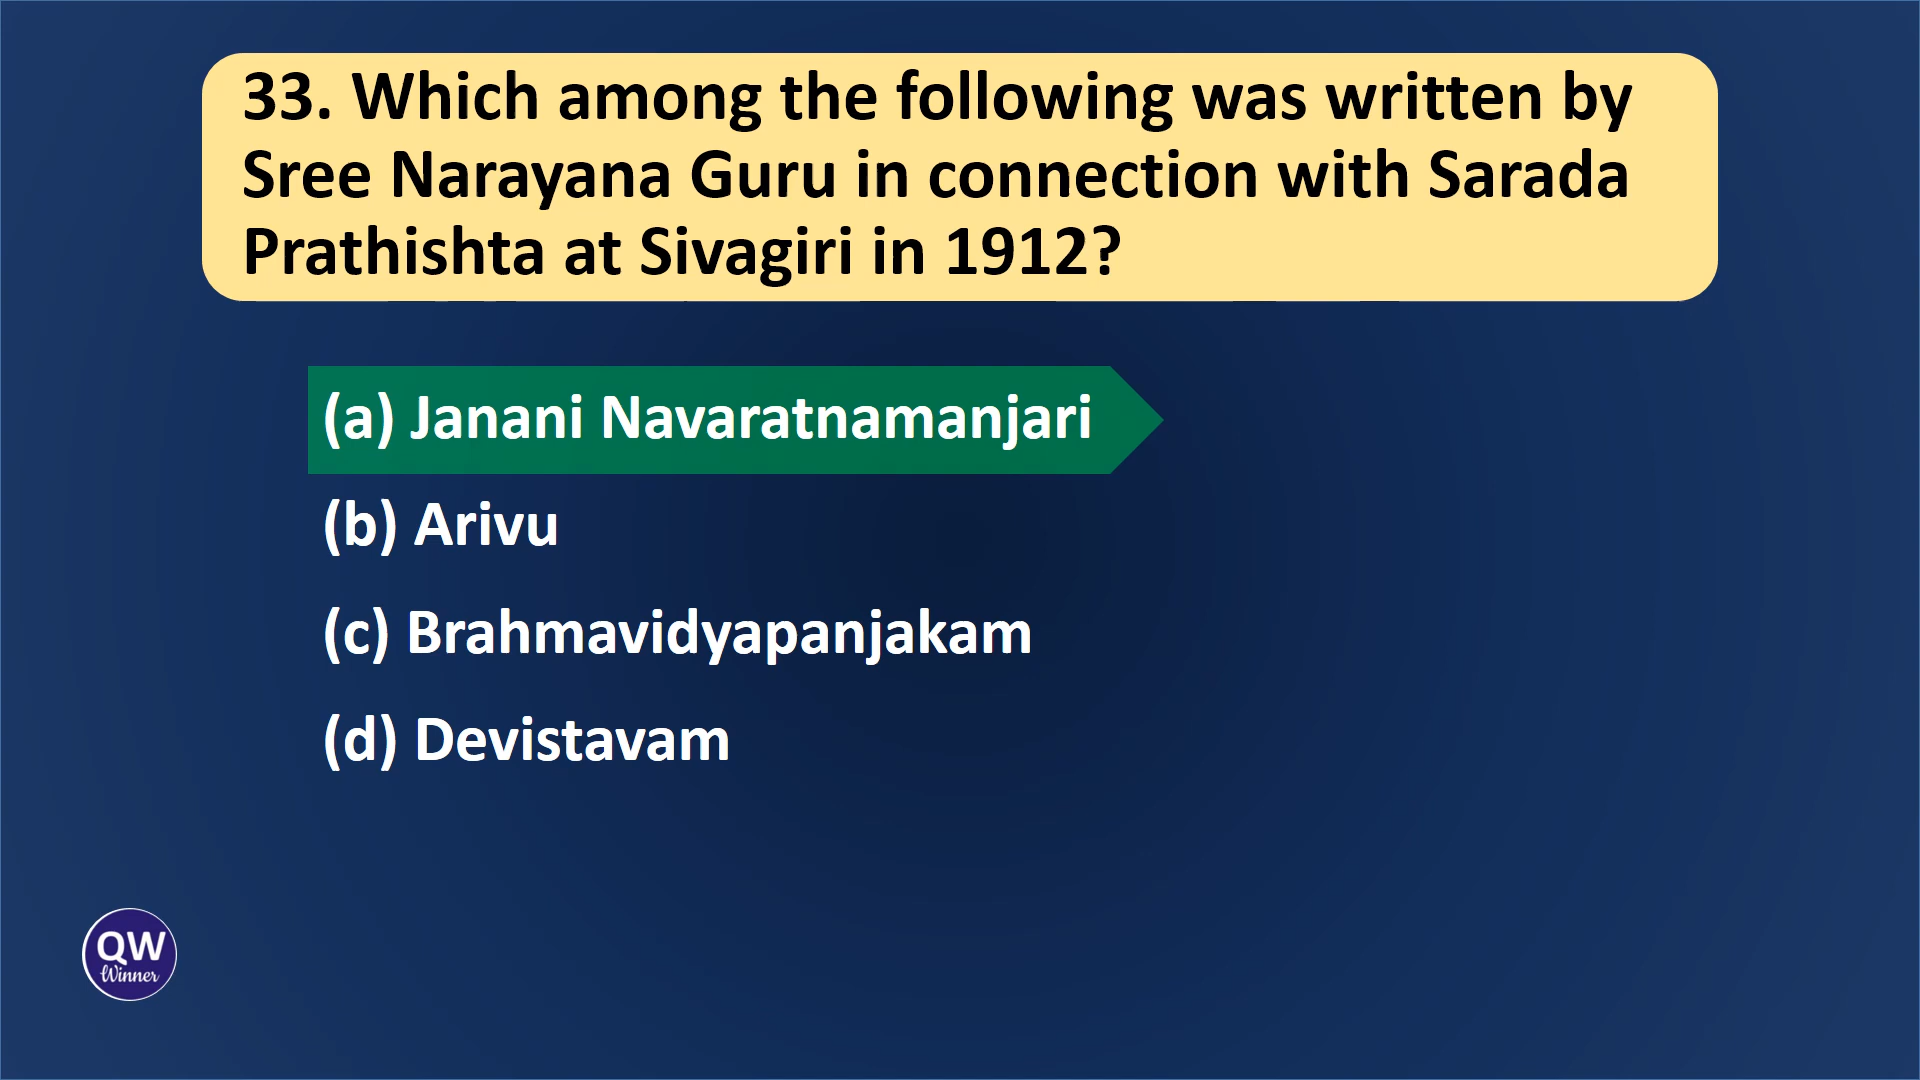 33. Which among the following was written by
Sree Narayana Guru in connection with Sarada
Prathishta at Sivagiri in 1912?
(a) Janani Navaratnamanjari
(b) Arivu
(c) Brahmavidyapanjakam
(d) Devistavam
QW
Winner